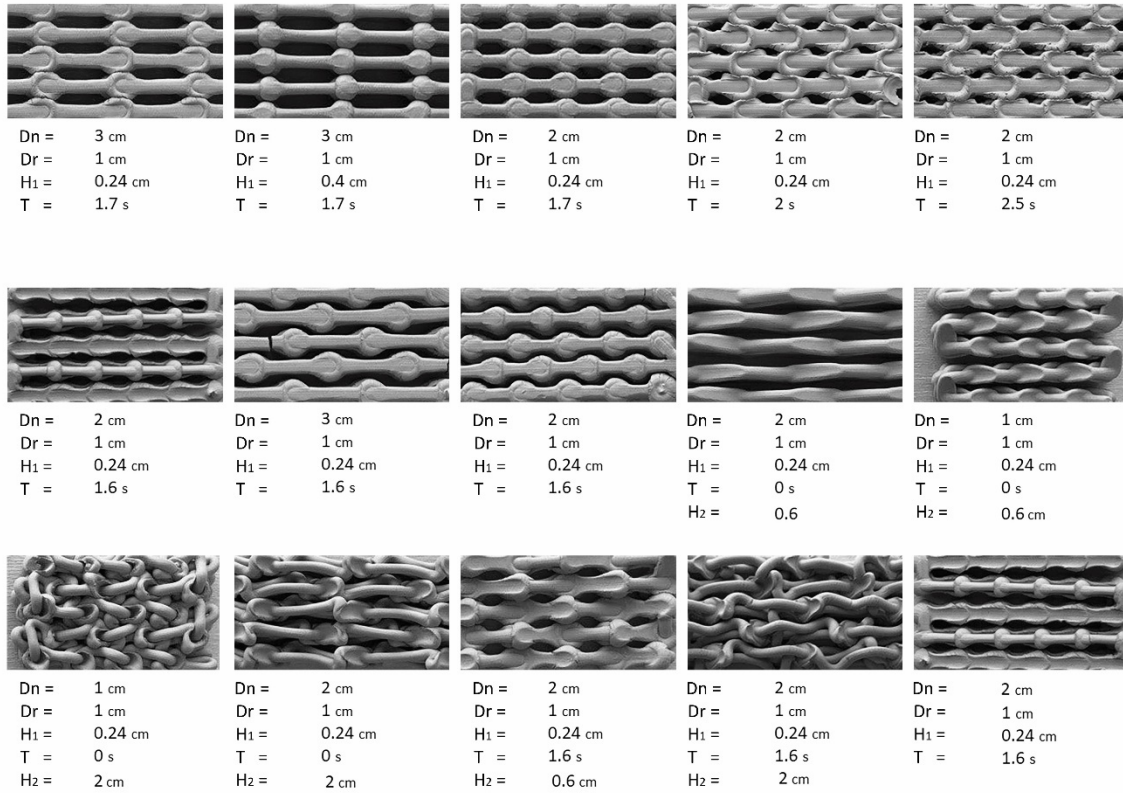 Dn = 3 cm
Dr = 1 cm
H1 = 0.24 cm
T = 1.7 s
Dn = 3 cm
Dr = 1 cm
H1 = 0.4 cm
T = 1.7 s
Dn = 2 cm
Dr = 1 cm
H1 = 0.24 cm
T = 1.7 s
Dn = 2 cm
Dr = 1 cm
H1 = 0.24 cm
T = 2 s
Dn = 2 cm
Dr = 1 cm
H1 = 0.24 cm
T = 2.5 s
Dn = 2 cm
Dr = 1 cm
H1 = 0.24 cm
T = 1.6 s
Dn = 3 cm
Dr = 1 cm
H1 = 0.24 cm
T = 1.6 s
Dn = 2 cm
Dr = 1 cm
H1 = 0.24 cm
T = 1.6 s
Dn = 2 cm
Dr = 1 cm
H1 = 0.24 cm
T = 0 s
H2 = 0.6
Dn = 1 cm
Dr = 1 cm
H1 = 0.24 cm
T = 0 s
H2 = 0.6 cm
Dn = 1 cm
Dr = 1 cm
H1 = 0.24 cm
T = 0 s
H2 = 2 cm
Dn = 2 cm
Dr = 1 cm
H1 = 0.24 cm
T = 0 s
H2 = 2 cm
Dn = 2 cm
Dr = 1 cm
H1 = 0.24 cm
T = 1.6 s
H2 = 0.6 cm
Dn = 2 cm
Dr = 1 cm
H1 = 0.24 cm
T = 1.6 s
H2 = 2 cm
Dn = 2 cm
Dr = 1 cm
H1 = 0.24 cm
T = 1.6 s